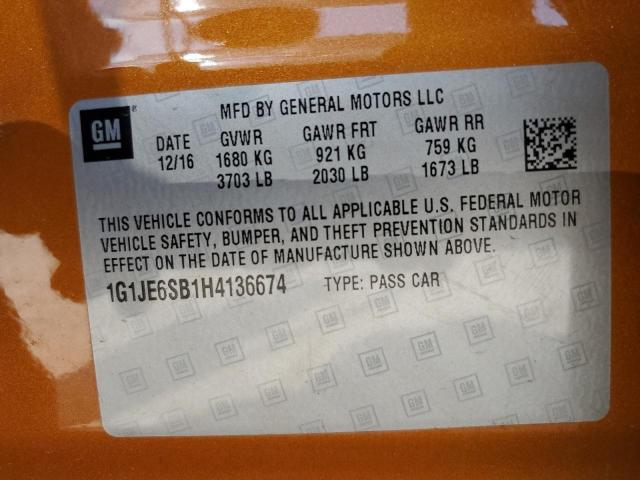 MFD BY GENERAL MOTORS LLC
GM®
DATE GVWR GAWR FRT GAWR RR
12/16 1680 KG 921 KG 759 KG
3703 LB 2030 LB 1673 LB
THIS VEHICLE CONFORMS TO ALL APPLICABLE U.S. FEDERAL MOTOR
VEHICLE SAFETY, BUMPER, AND THEFT PREVENTION STANDARDS IN
EFFECT ON THE DATE OF MANUFACTURE SHOWN ABOVE.
1G1JE6SB1H4136674 TYPE: PASS CAR